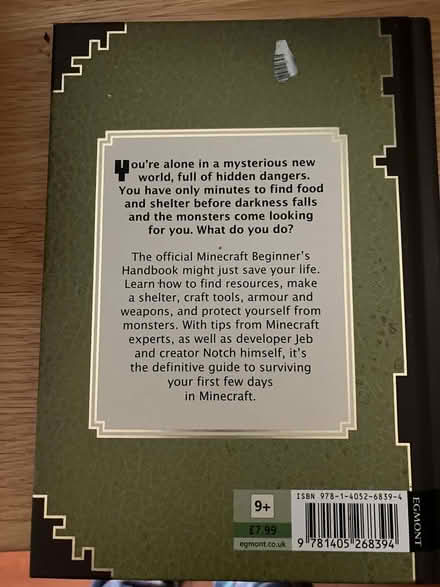 You're alone in a mysterious new
world, full of hidden dangers.
You have only minutes to find food
and shelter before darkness falls
and the monsters come looking
for you. What do you do?
The official Minecraft Beginner's
Handbook might just save your life.
Learn how to find resources, make
a shelter, craft tools, armour and
weapons, and protect yourself from
monsters. With tips from Minecraft
experts, as well as developer Jeb
and creator Notch himself, it's
the definitive guide to surviving
your first few days
in Minecraft.
9+
£7.99
egmont.co.uk
ISBN 978-1-4052-6839-4
9 781405 268394
EGMONT